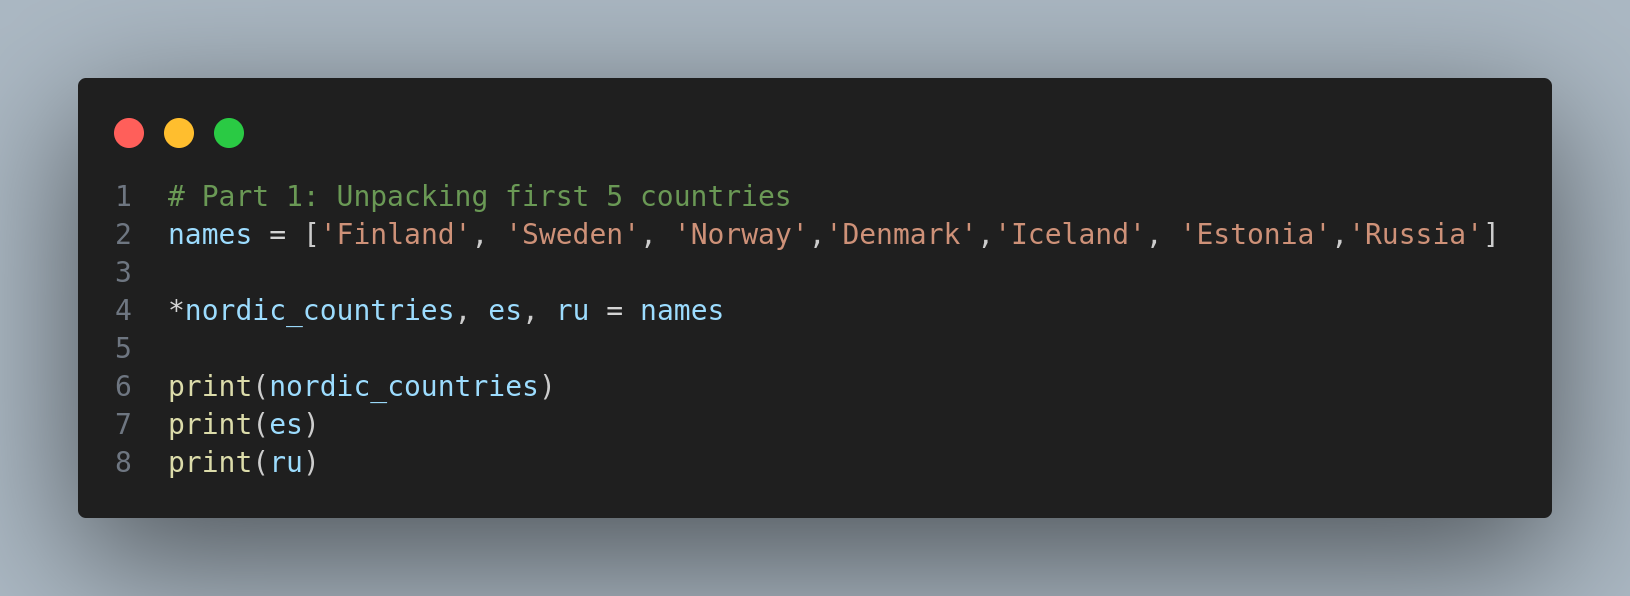 1 # Part 1: Unpacking first 5 countries
2 names = ['Finland', 'Sweden', 'Norway','Denmark','Iceland', 'Estonia','Russia']
3
4 *nordic_countries, es, ru = names
5
6 print(nordic_countries)
7 print(es)
8 print(ru)